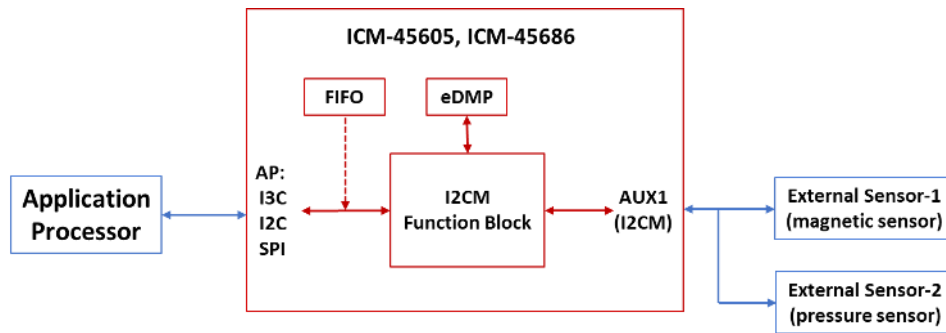 ICM-45605, ICM-45686
FIFO
eDMP
AP:
I3C
I2C
SPI
Application
Processor
I2CM
Function Block
AUX1
(I2CM)
External Sensor-1
(magnetic sensor)
External Sensor-2
(pressure sensor)